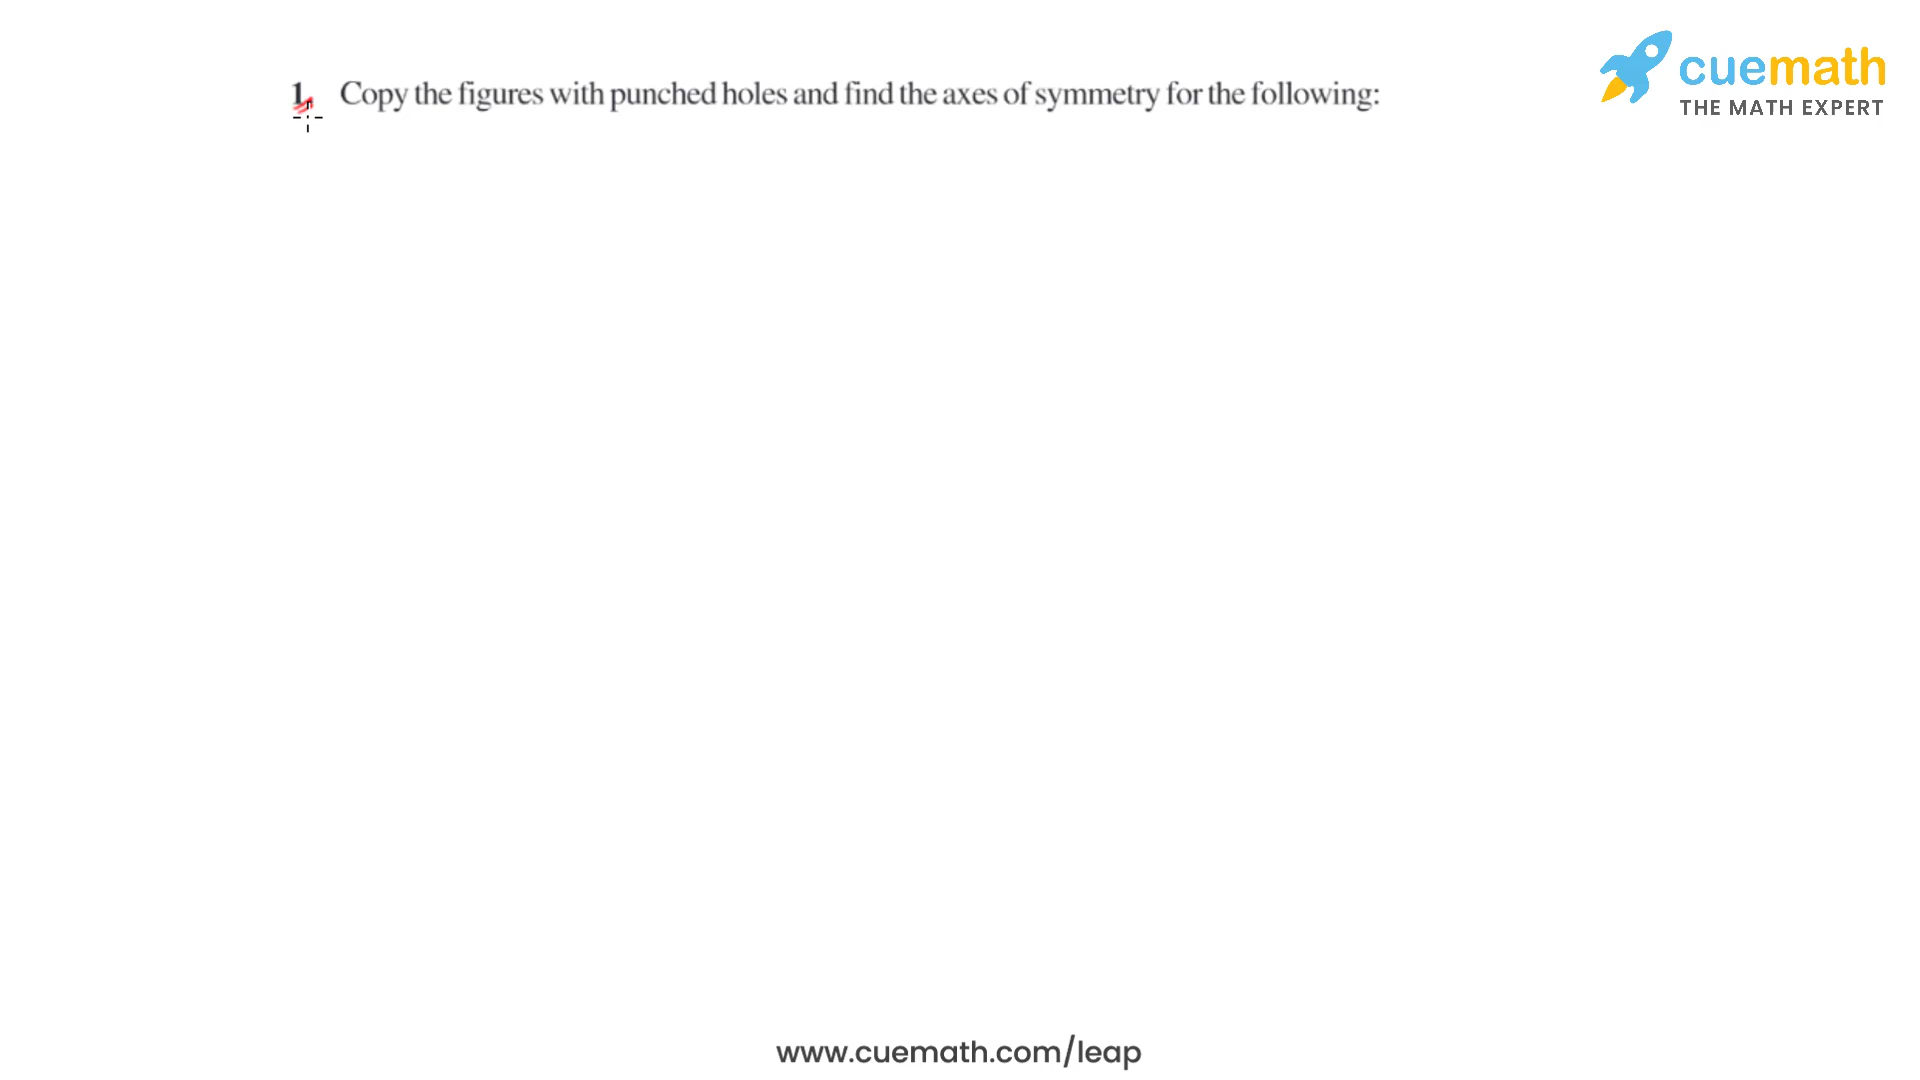 1. Copy the figures with punched holes and find the axes of symmetry for the following:
cuemath
THE MATH EXPERT
www.cuemath.com/leap